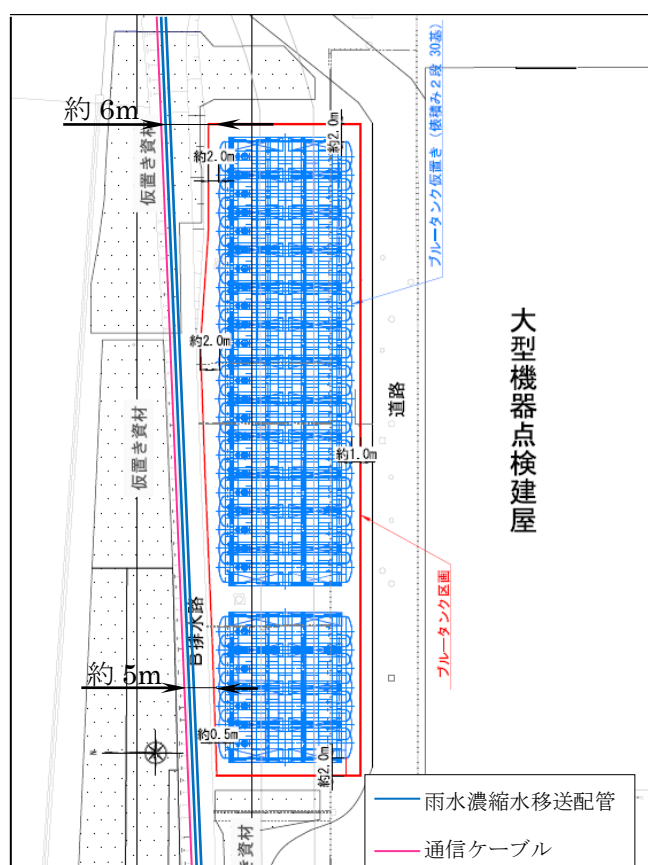 約 6m
仮置き資材
約2.0m
約2.0m
ブルータンク仮置き（俵積み２段 30基）
大型機器点検建屋
約2.0m
仮置き資材
道路
約1.0m
ブルータンク区画
B排水路
約 5m
約0.5m
約2.0m
N
仮置き資材
雨水濃縮水移送配管
通信ケーブル